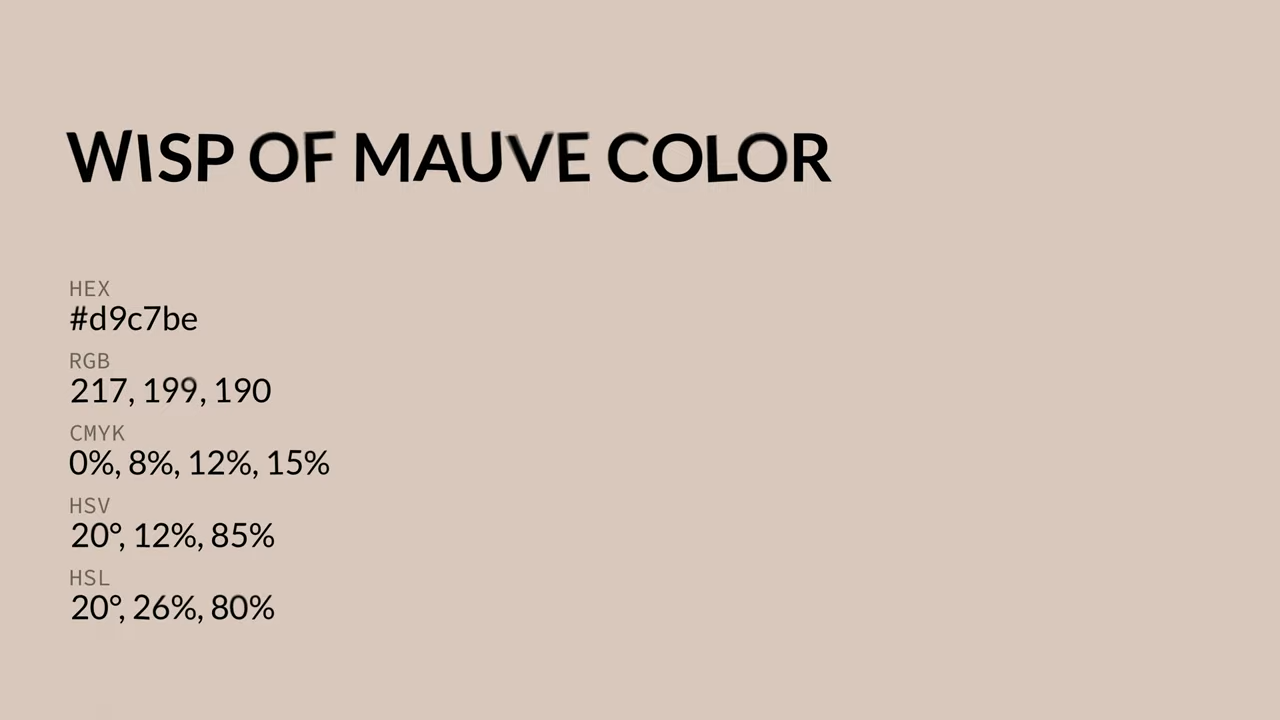 WISP OF MAUVE COLOR
HEX
#d9c7be
RGB
217, 199, 190
CMYK
0%, 8%, 12%, 15%
HSV
20°, 12%, 85%
HSL
20°, 26%, 80%